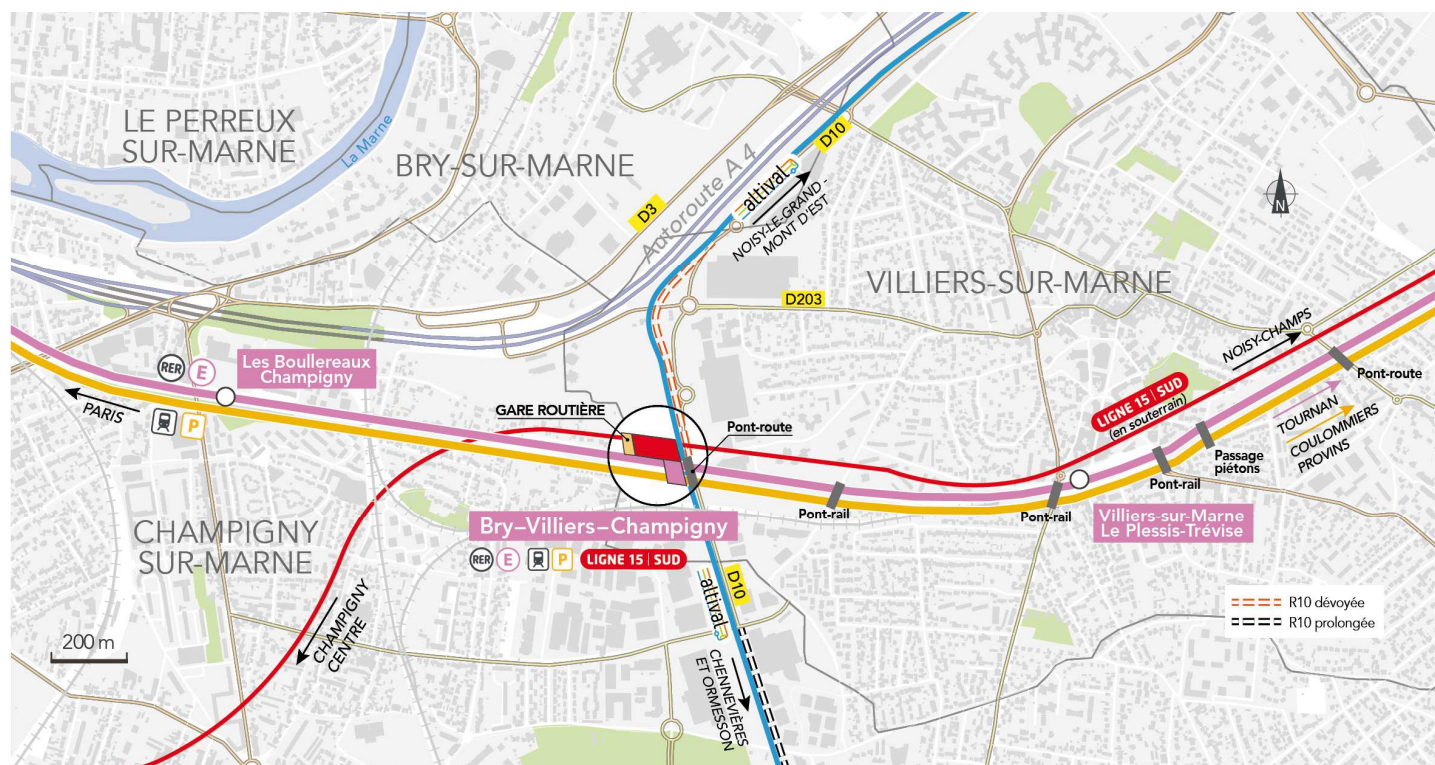 LE PERREUX
SUR-MARNE
La Marne
BRY-SUR-MARNE
D3
Autoroute A 4
altival
NOISY-LE-GRAND -
MONT D'EST
D10
N
VILLIERS-SUR-MARNE
D203
Les Boullereaux
Champigny
RER E
PARIS
P
GARE ROUTIÈRE
Pont-route
LIGNE 15 | SUD
(en souterrain)
NOISY-CHAMPS
Pont-route
TOURNAN
COULOMMIERS
PROVINS
Passage
piétons
Pont-rail
Pont-rail
Pont-rail
Villiers-sur-Marne
Le Plessis-Trévise
Bry–Villiers–Champigny
RER E P LIGNE 15 | SUD
CHAMPIGNY
SUR-MARNE
CHAMPIGNY
CENTRE
200 m
altival
D10
CHENNEVIÈRES
ET ORMESSON
R10 dévoyée
R10 prolongée